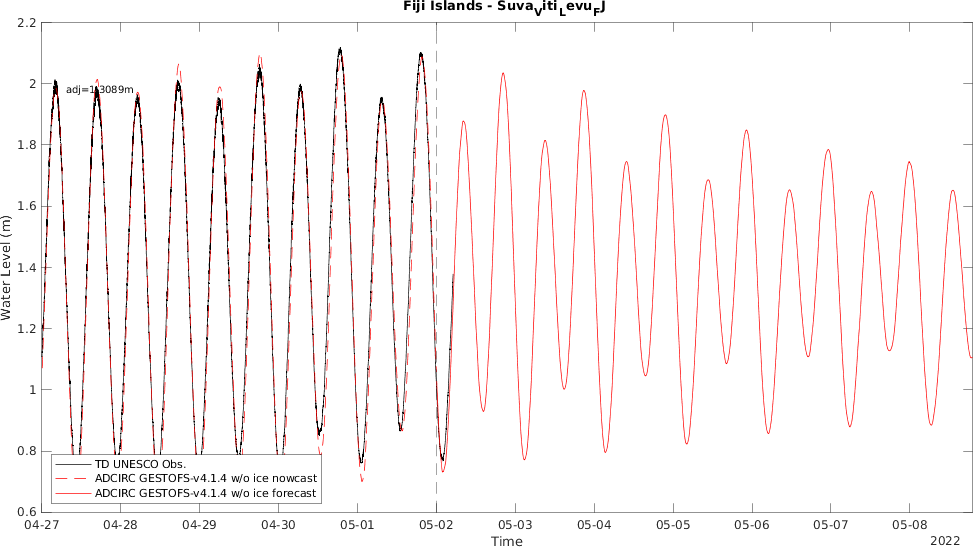 Fiji Islands - SuvaViti LevuFJ
2.2
2
1.8
1.6
1.4
1.2
1
0.8
0.6
Water Level (m)
adj=1.3089m
TD UNESCO Obs.
ADCIRC GESTOFS-v4.1.4 w/o ice nowcast
ADCIRC GESTOFS-v4.1.4 w/o ice forecast
04-27 04-28 04-29 04-30 05-01 05-02 05-03 05-04 05-05 05-06 05-07 05-08
Time
2022